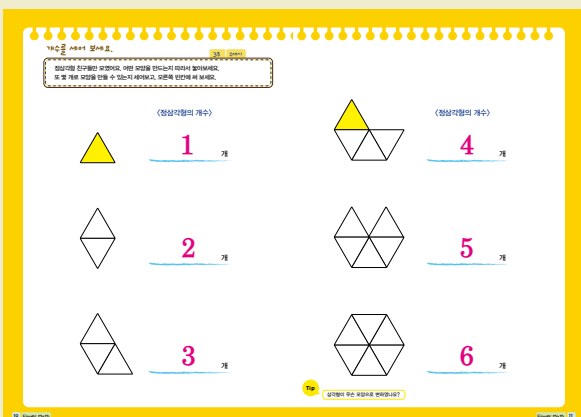 개수를 세어 보세요.
정삼각형 친구들만 모였어요. 어떤 모양을 만드는지 따라서 놓아보세요.
또 몇 개로 모양을 만들 수 있는지 세어보고, 오른쪽 빈칸에 써 보세요.
<정삼각형의 개수>
1 개
2 개
3 개
<정삼각형의 개수>
4 개
5 개
6 개
Tip
삼각형이 무슨 모양으로 변하였나요?